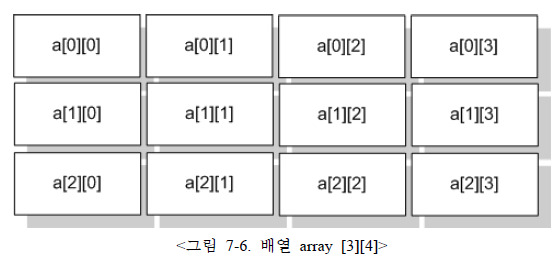 a[0][0] a[0][1] a[0][2] a[0][3]
a[1][0] a[1][1] a[1][2] a[1][3]
a[2][0] a[2][1] a[2][2] a[2][3]
<그림 7-6. 배열 array [3][4]>